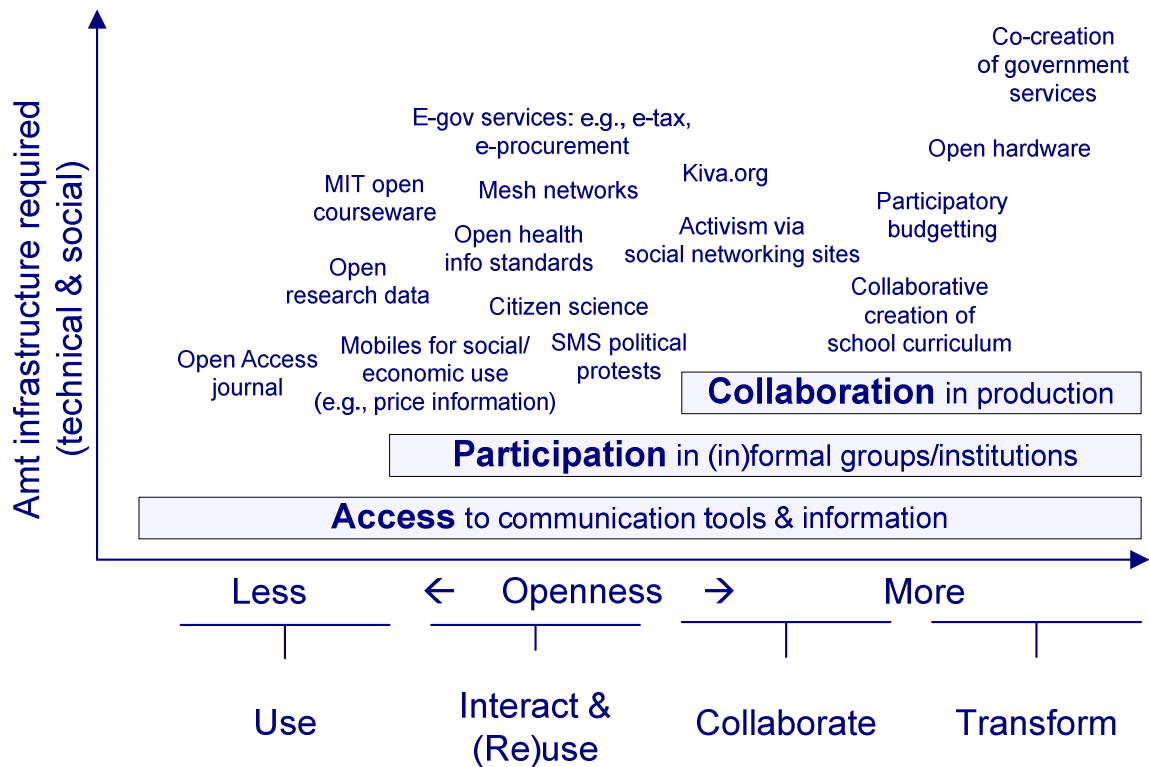 Amt infrastructure required
(technical & social)
Co-creation
of government
services
E-gov services: e.g., e-tax,
e-procurement
Open hardware
Kiva.org
MIT open
courseware
Mesh networks
Participatory
budgetting
Activism via
social networking sites
Open health
info standards
Open
research data
Collaborative
creation of
school curriculum
Citizen science
SMS political
protests
Mobiles for social/
economic use
(e.g., price information)
Open Access
journal
Collaboration in production
Participation in (in)formal groups/institutions
Access to communication tools & information
Less ← Openness → More
Use
Interact &
(Re)use
Collaborate
Transform